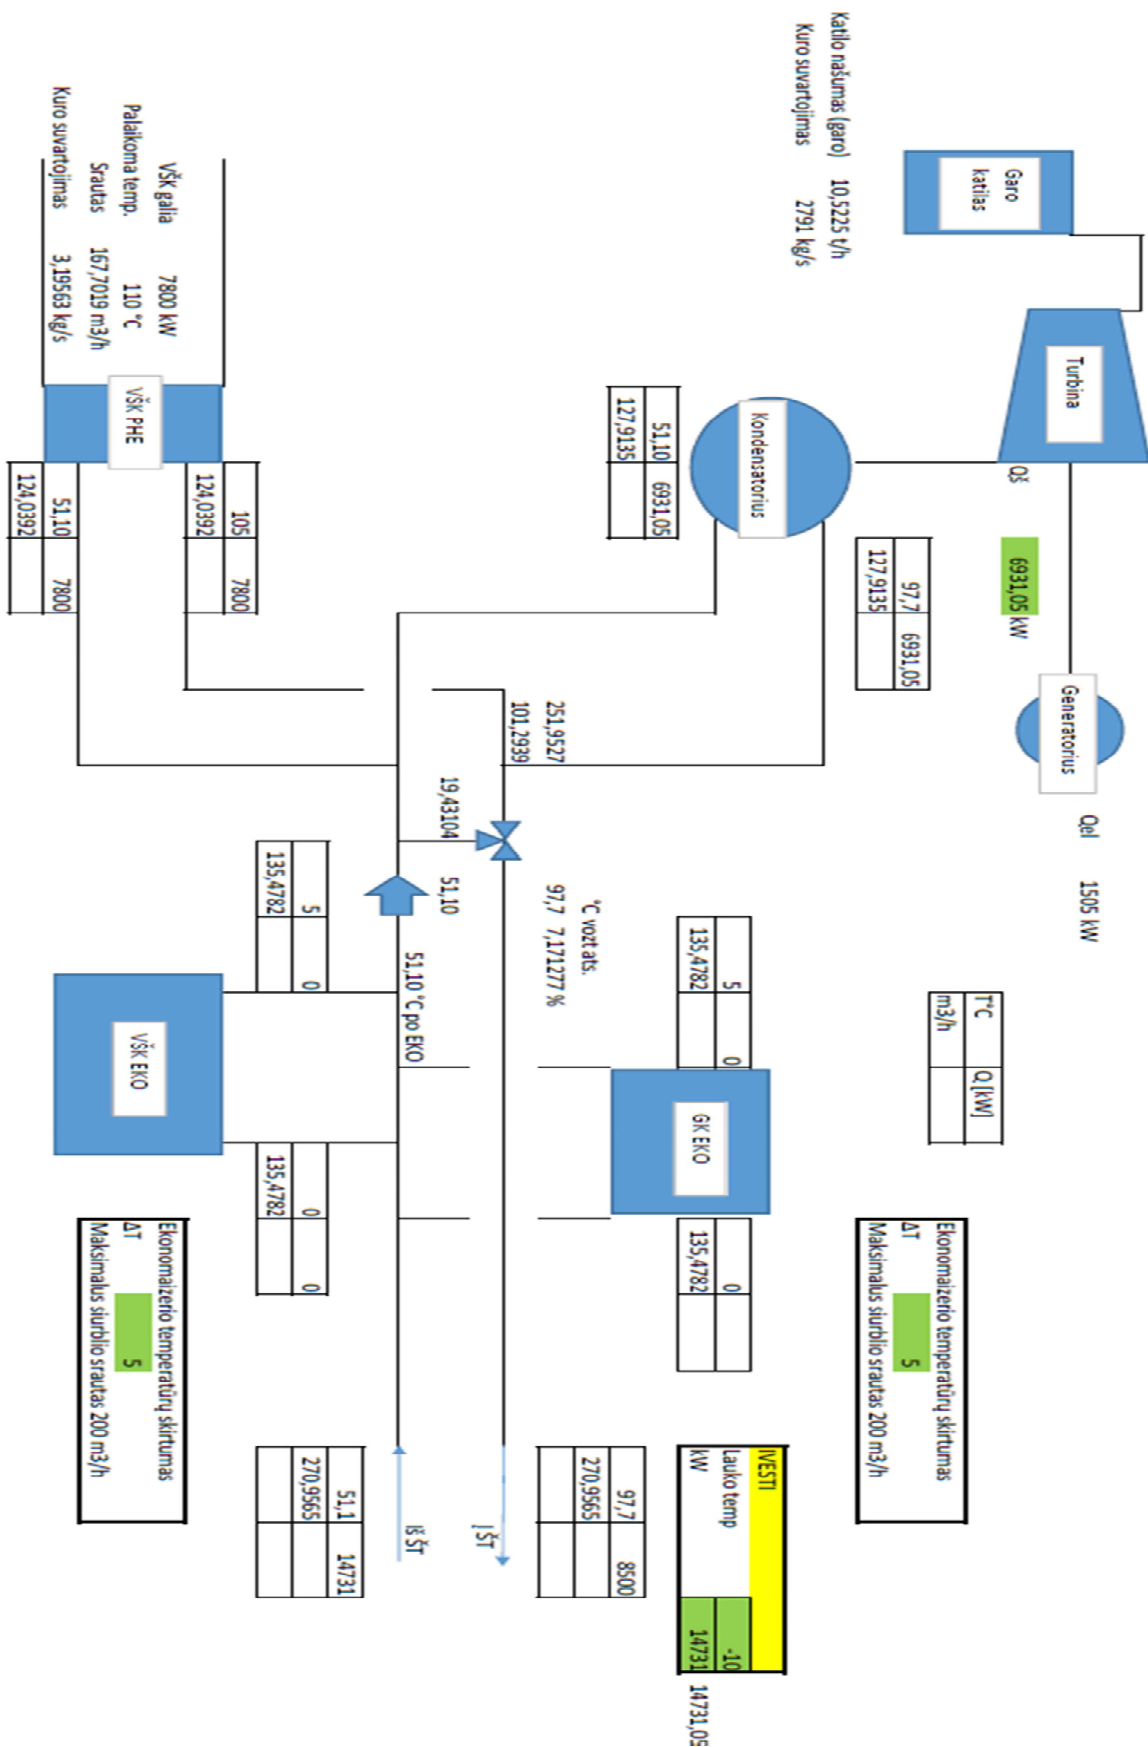 Garo
katilas
Katilo našumas (garo) 10,5225 t/h
Kuro suvartojimas 2791 kg/s
Turbina
Qš 6931,05 kW
Generatorius
Qel 1505 kW
T°C Q [kW]
m3/h
Ekonomaizerio temperatūrų skirtumas
ΔT 5
Maksimalus siurblio srautas 200 m3/h
97,7 6931,05
127,9135
Kondensatorius
51,10 6931,05
127,9135
5 0
135,4782
GK EKO
0
135,4782
ĮVESTI
Lauko temp -10
kW 14731 14731,05
°C vožt ats.
97,7 7,171277 %
251,9527
101,2939
97,7 8500
270,9565
Į ŠT
19,43104
51,10
51,10 °C po EKO
Iš ŠT
51,1 14731
270,9565
5 0
135,4782
VŠK EKO
0 0
135,4782
Ekonomaizerio temperatūrų skirtumas
ΔT 5
Maksimalus siurblio srautas 200 m3/h
VŠK galia 7800 kW
Palaikoma temp. 110 °C
Srautas 167,7019 m3/h
Kuro suvartojimas 3,19563 kg/s
VŠK PHE
105 7800
124,0392
51,10 7800
124,0392